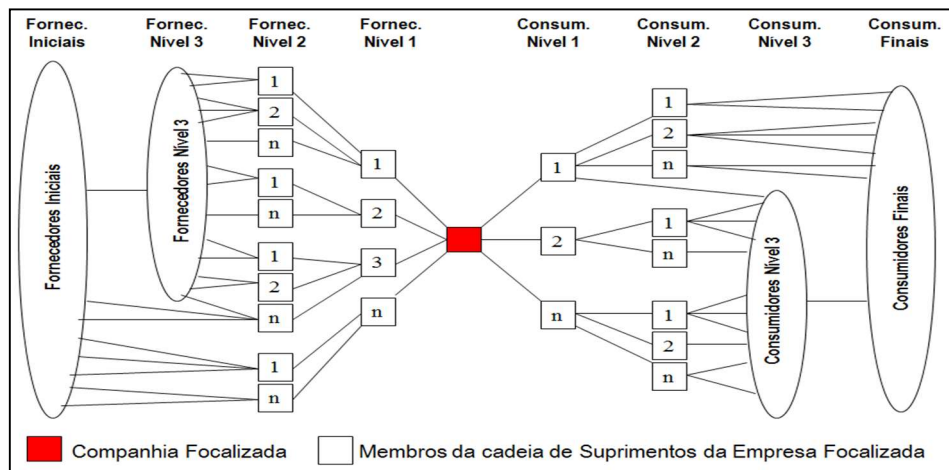 Fornec. Iniciais
Fornec. Nível 3
Fornec. Nível 2
Fornec. Nível 1
Consum. Nível 1
Consum. Nível 2
Consum. Nível 3
Consum. Finais
Fornecedores Iniciais
Fornecedores Nível 3
1
2
n
1
n
1
2
n
1
n
1
2
3
n
1
2
n
1
2
n
1
n
1
2
n
Consumidores Nível 3
Consumidores Finais
Companhia Focalizada
Membros da cadeia de Suprimentos da Empresa Focalizada